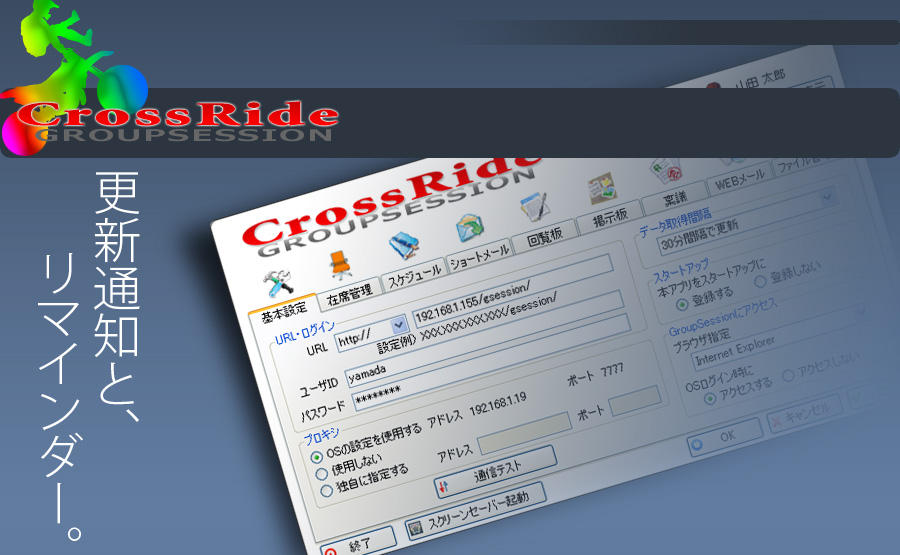 CrossRide
GROUPSESSION
更新通知と、
リマインダー。
山田 太郎
CrossRide
GROUPSESSION
基本設定
在席管理
スケジュール
ショートメール
回覧板
掲示板
稟議
WEBメール
URL・ログイン
URL
http://
192.168.1.155/gsession/
設定例> XXX.XXX.XXX.XXX/gsession/
ユーザID
yamada
パスワード
********
プロキシ
OSの設定を使用する
アドレス 192.168.1.19
ポート 7777
使用しない
独自に指定する
アドレス
ポート
通信テスト
データ取得間隔
30分間隔で更新
スタートアップ
本アプリをスタートアップに
登録する
登録しない
GroupSessionにアクセス
ブラウザ指定
Internet Explorer
OSログイン時に
アクセスする
アクセスしない
終了
スクリーンセーバー起動
OK
キャンセル